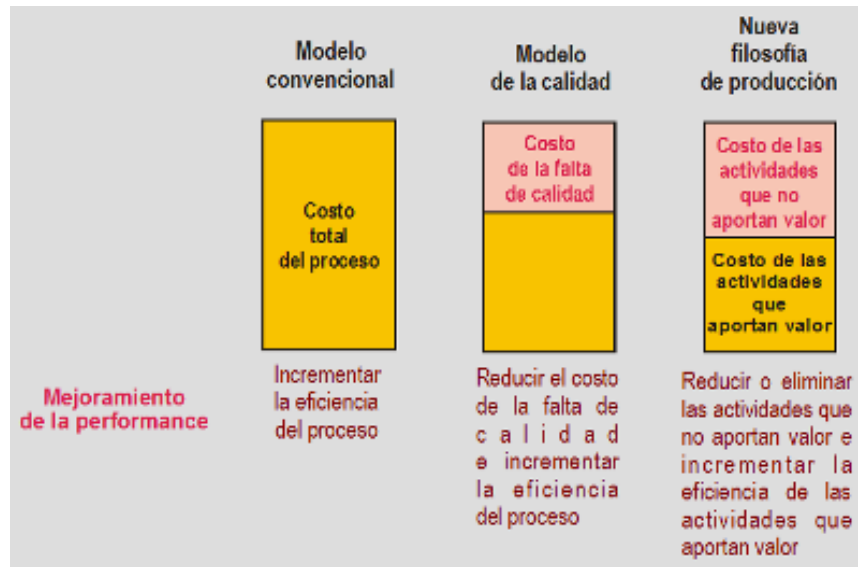 Modelo
convencional
Modelo
de la calidad
Nueva
filosofía
de producción
Costo
total
del proceso
Costo
de la falta
de calidad
Costo de las
actividades
que no
aportan valor
Costo de las
actividades
que
aportan valor
Mejoramiento
de la performance
Incrementar
la eficiencia
del proceso
Reducir el costo
de la falta de
calidad
e incrementar
la eficiencia
del proceso
Reducir o eliminar
las actividades que
no aportan valor e
incrementar la
eficiencia de las
actividades que
aportan valor